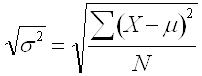 √σ² = √(∑(X − μ)² / N)